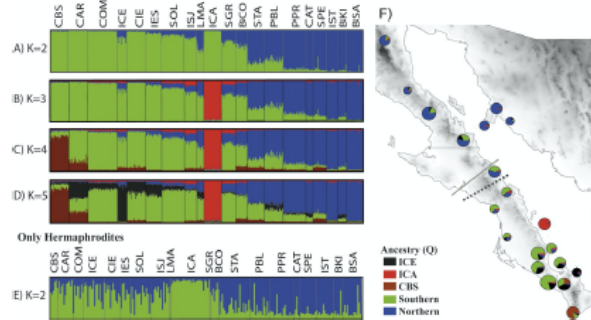 CBS CAR COM ICE CIE IES SOL ISJ LMA ICA SGR BCO STA PBL PPR CAT SPE IST BKI BSA
A) K=2
B) K=3
C) K=4
D) K=5
Only Hermaphrodites
CBS CAR COM ICE CIE IES SOL ISJ LMA ICA SGR BCO STA PBL PPR CAT SPE IST BKI BSA
E) K=2
F)
Ancestry (Q)
ICE
ICA
CBS
Southern
Northern